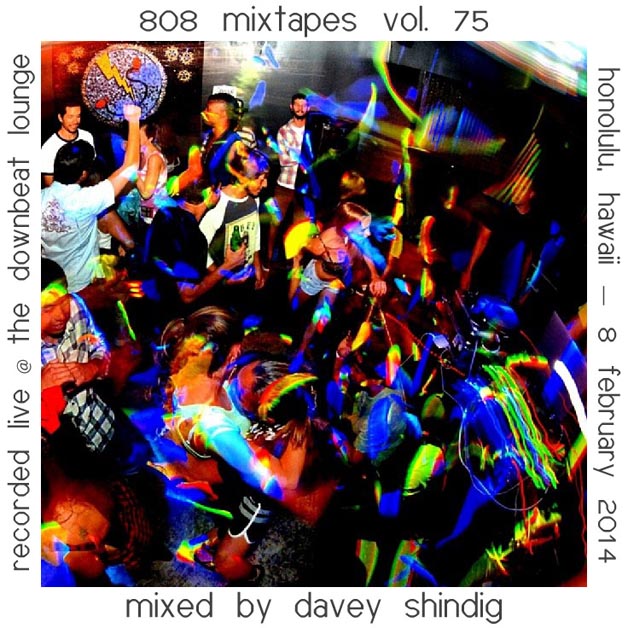 808 mixtapes vol. 75
recorded live @ the downbeat lounge
honolulu, hawaii — 8 february 2014
mixed by davey shindig